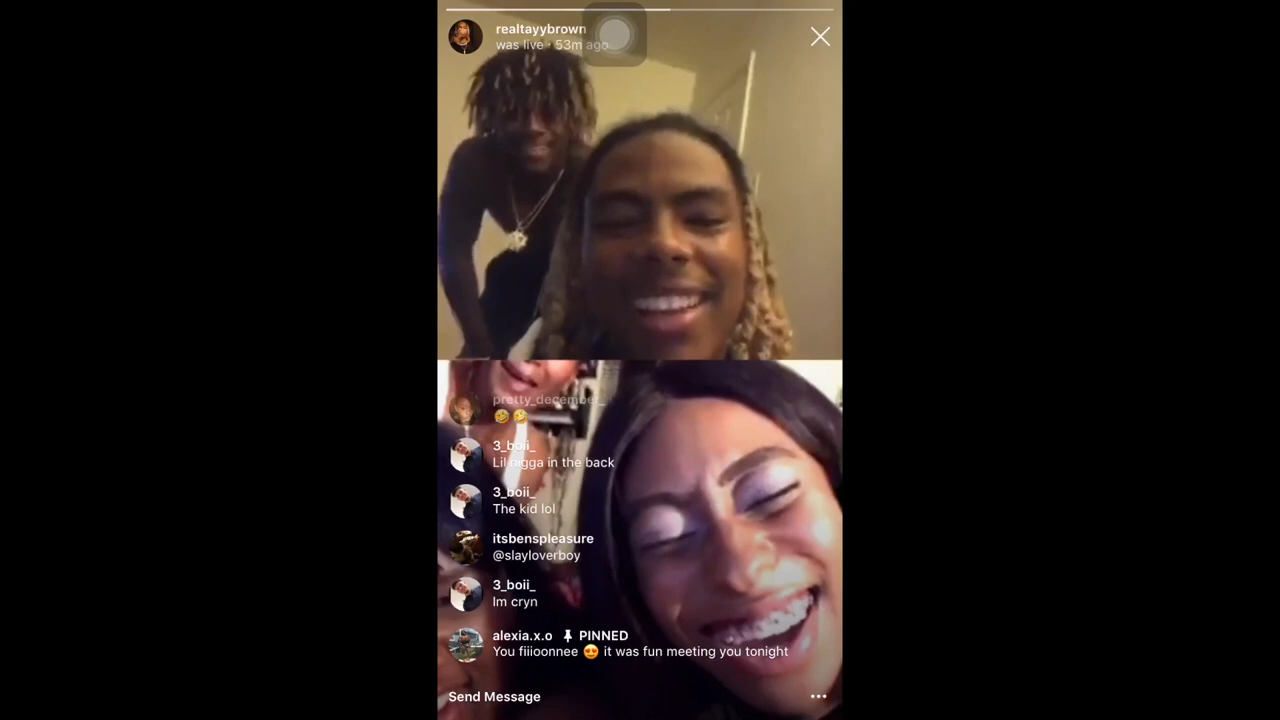 realtayybrown
was live · 53m ago
pretty_december_
🤣🤣
3_boii_
Lil nigga in the back
3_boii_
The kid lol
itsbenspleasure
@slayloverboy
3_boii_
Im cryn
alexia.x.o PINNED
You fiiioonnee 😍 it was fun meeting you tonight
Send Message